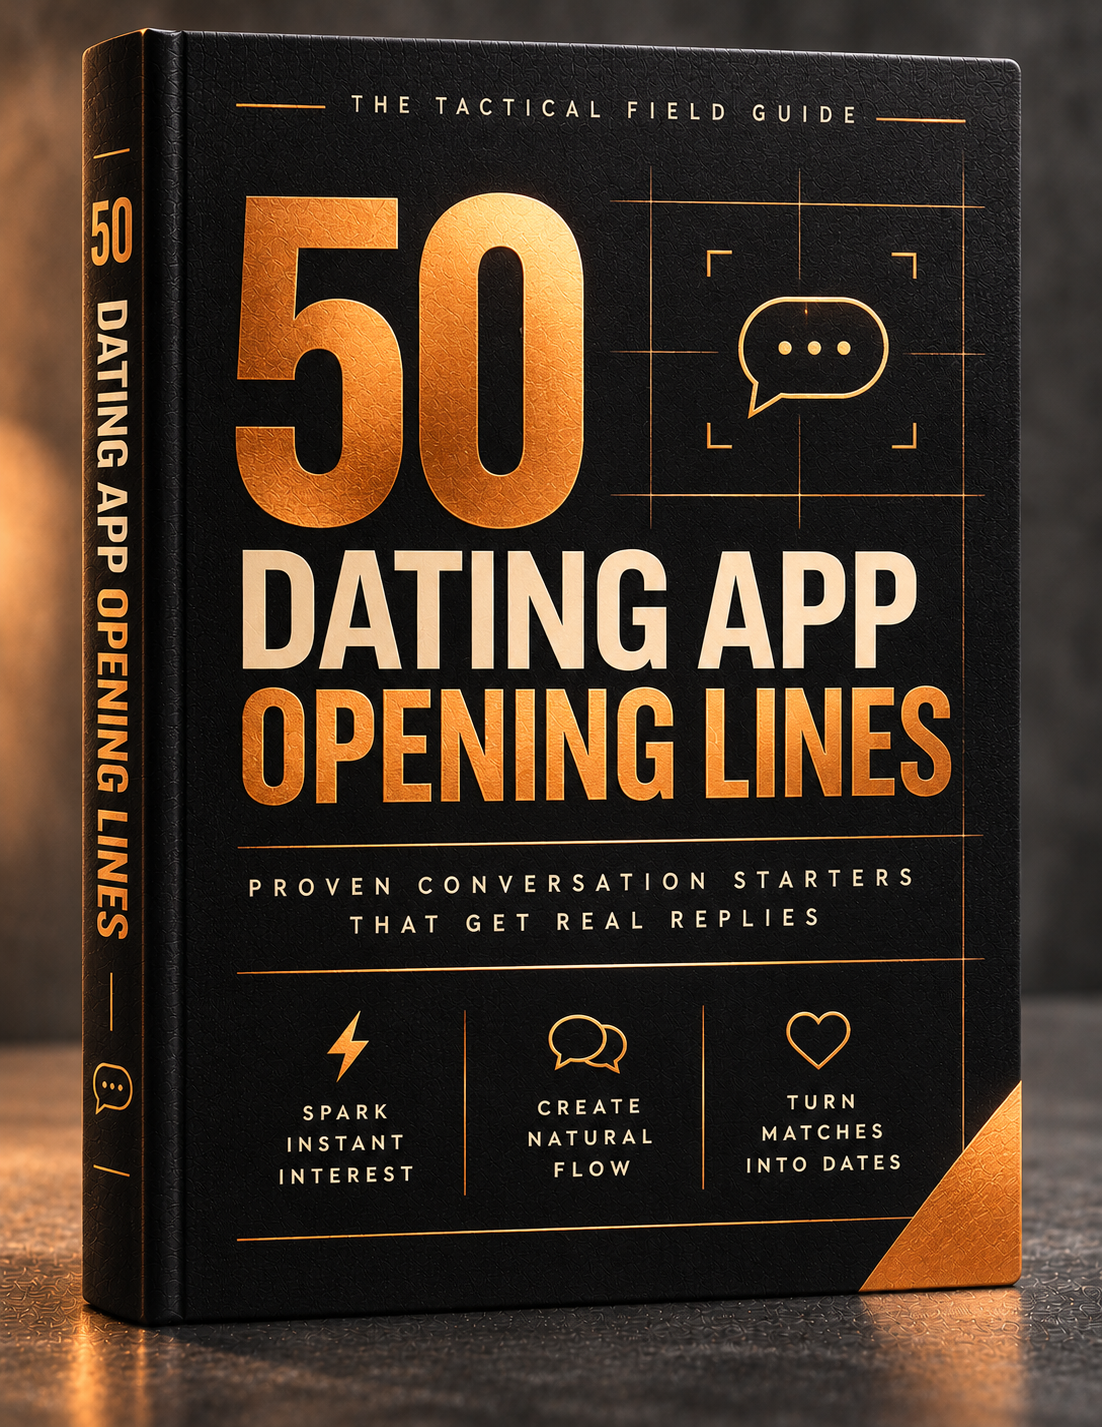 THE TACTICAL FIELD GUIDE
50
DATING APP
OPENING LINES
PROVEN CONVERSATION STARTERS
THAT GET REAL REPLIES
SPARK
INSTANT
INTEREST
CREATE
NATURAL
FLOW
TURN
MATCHES
INTO DATES
50
DATING APP OPENING LINES